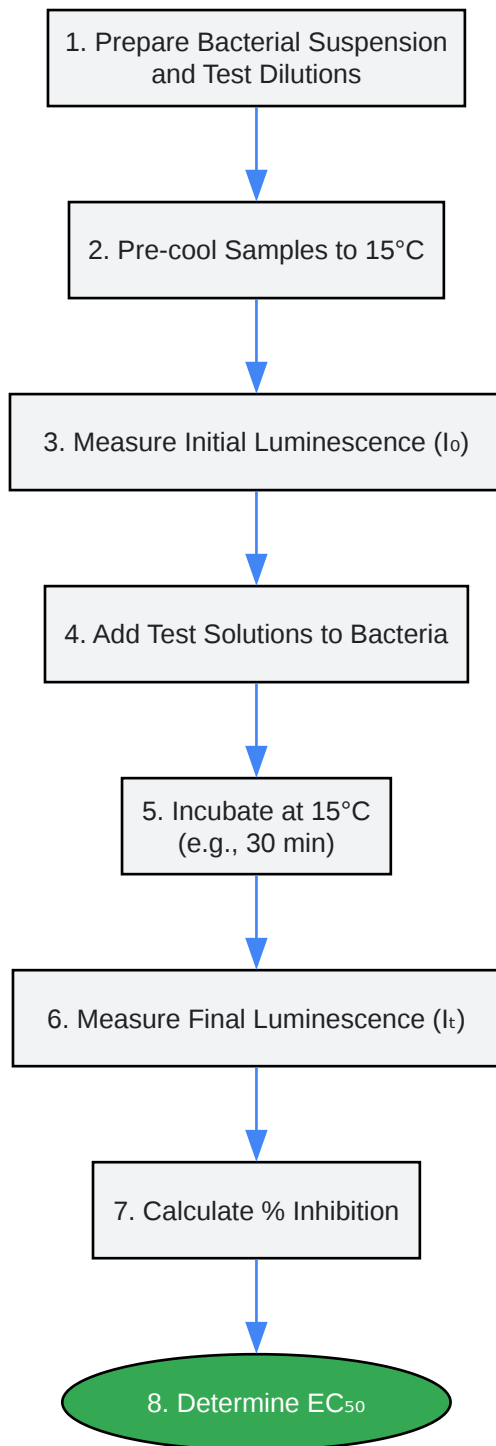 1. Prepare Bacterial Suspension
and Test Dilutions
2. Pre-cool Samples to 15°C
3. Measure Initial Luminescence (I₀)
4. Add Test Solutions to Bacteria
5. Incubate at 15°C
(e.g., 30 min)
6. Measure Final Luminescence (Iₜ)
7. Calculate % Inhibition
8. Determine EC₅₀